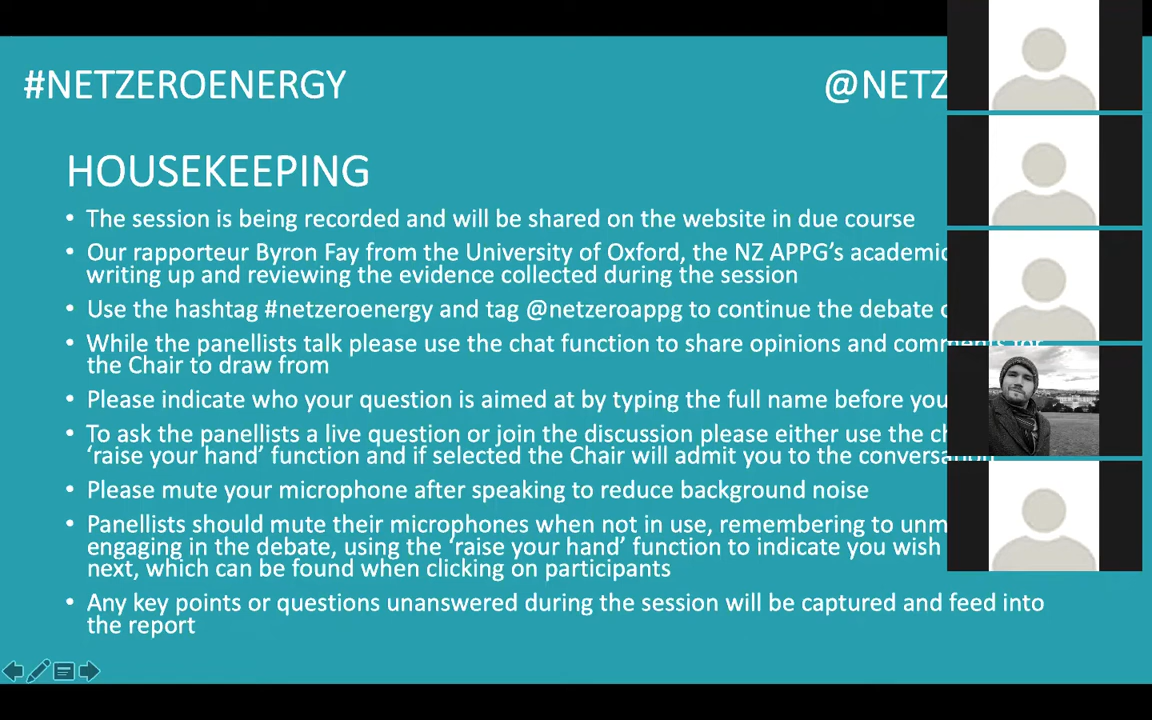 #NETZEROENERGY @NETZ
HOUSEKEEPING
• The session is being recorded and will be shared on the website in due course
• Our rapporteur Byron Fay from the University of Oxford, the NZ APPG’s academic
writing up and reviewing the evidence collected during the session
• Use the hashtag #netzeroenergy and tag @netzeroappg to continue the debate
• While the panellists talk please use the chat function to share opinions and comments for
the Chair to draw from
• Please indicate who your question is aimed at by typing the full name before
• To ask the panellists a live question or join the discussion please either use the
‘raise your hand’ function and if selected the Chair will admit you to the conversation
• Please mute your microphone after speaking to reduce background noise
• Panellists should mute their microphones when not in use, remembering to
engaging in the debate, using the ‘raise your hand’ function to indicate you wish
next, which can be found when clicking on participants
• Any key points or questions unanswered during the session will be captured and feed into
the report